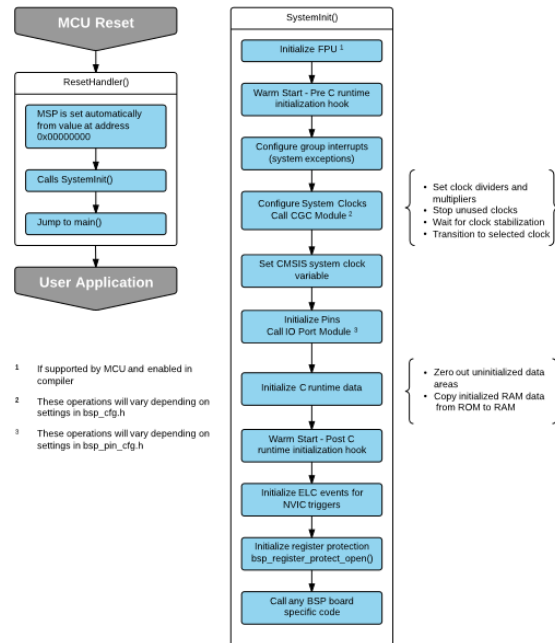 MCU Reset
ResetHandler()
MSP is set automatically
from value at address
0x00000000
Calls SystemInit()
Jump to main()
User Application
1 If supported by MCU and enabled in
compiler
2 These operations will vary depending on
settings in bsp_cfg.h
3 These operations will vary depending on
settings in bsp_pin_cfg.h
SystemInit()
Initialize FPU 1
Warm Start - Pre C runtime
initialization hook
Configure group interrupts
(system exceptions)
Configure System Clocks
Call CGC Module 2
• Set clock dividers and
multipliers
• Stop unused clocks
• Wait for clock stabilization
• Transition to selected clock
Set CMSIS system clock
variable
Initialize Pins
Call IO Port Module 3
Initialize C runtime data
• Zero out uninitialized data
areas
• Copy initialized RAM data
from ROM to RAM
Warm Start - Post C
runtime initialization hook
Initialize ELC events for
NVIC triggers
Initialize register protection
bsp_register_protect_open()
Call any BSP board
specific code